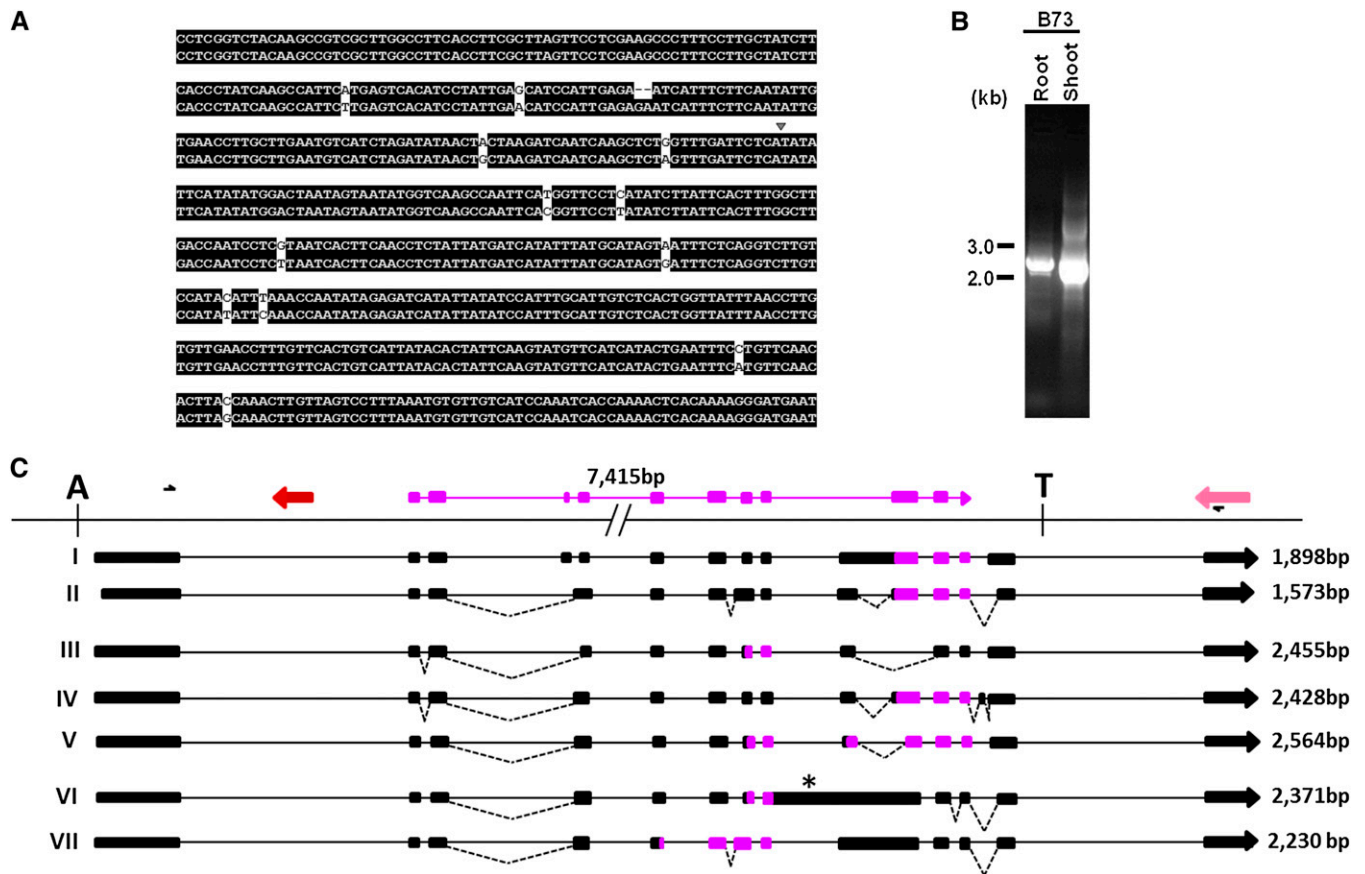 A
CCTCGGTCTACAAGCCGTCGCTTGGCCTTCACCTTCGCTTAGTTCCTCGAAGCCCTTTCCTTGCTATCTT
CCTCGGTCTACAAGCCGTCGCTTGGCCTTCACCTTCGCTTAGTTCCTCGAAGCCCTTTCCTTGCTATCTT
CACCCTATCAAGCCATTCATGAGTCACATCCTATTGAGCATCCATTGAGA--ATCATTTCTTCAATATTG
CACCCTATCAAGCCATTCTTGAGTCACATCCTATTGAACATCCATTGAGAGAATCATTTCTTCAATATTG
TGAACCTTGCTTGAATGTCATCTAGATATAACTACTAAGATCAATCAAGCTCTGGTTTGATTCTCATATA
TGAACCTTGCTTGAATGTCATCTAGATATAACTGCTAAGATCAATCAAGCTCTAGTTTGATTCTCATATA
TTCATATATGGACTAATAGTAATATGGTCAAGCCAATTCATGGTTCCTCATATCTTATTCACTTTGGCTT
TTCATATATGGACTAATAGTAATATGGTCAAGCCAATTCACGGTTCCTTATATCTTATTCACTTTGGCTT
GACCAATCCTCGTAATCACTTCAACCTCTATTATGATCATATTTATGCATAGTAATTTCTCAGGTCTTGT
GACCAATCCTCTTAATCACTTCAACCTCTATTATGATCATATTTATGCATAGTGATTTCTCAGGTCTTGT
CCATACATTTAAACCAATATAGAGATCATATTATATCCATTTGCATTGTCTCACTGGTTATTTAACCTTG
CCATATATTCAAACCAATATAGAGATCATATTATATCCATTTGCATTGTCTCACTGGTTATTTAACCTTG
TGTTGAACCTTTGTTCACTGTCATTATACACTATTCAAGTATGTTCATCATACTGAATTTCCTGTTCAAC
TGTTGAACCTTTGTTCACTGTCATTATACACTATTCAAGTATGTTCATCATACTGAATTTCATGTTCAAC
ACTTACCAAACTTGTTAGTCCTTTAAATGTGTTGTCATCCAAATCACCAAAACTCACAAAAGGGATGAAT
ACTTAGCAAACTTGTTAGTCCTTTAAATGTGTTGTCATCCAAATCACCAAAACTCACAAAAGGGATGAAT
B
B73
Root
Shoot
(kb)
3.0
2.0
C
A
7,415bp
T
I
1,898bp
II
1,573bp
III
2,455bp
IV
2,428bp
V
2,564bp
*
VI
2,371bp
VII
2,230 bp